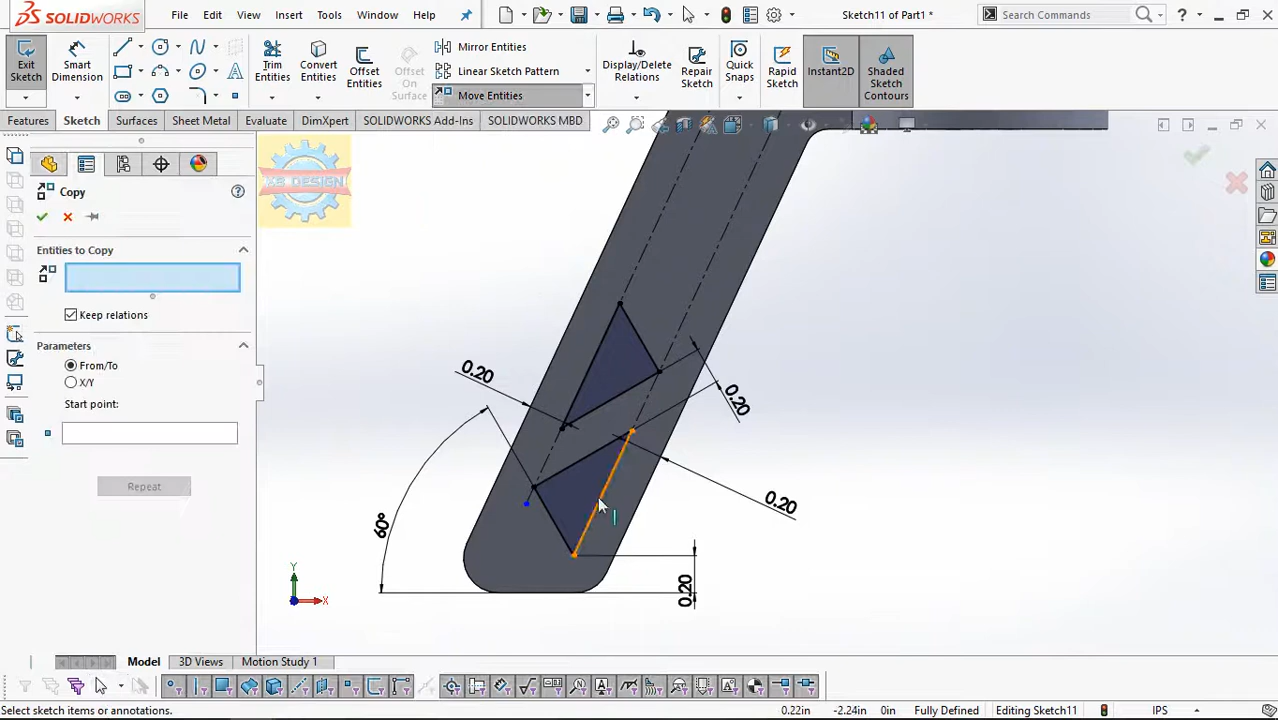 SOLIDWORKS
File
Edit
View
Insert
Tools
Window
Help
Sketch11 of Part1 *
Search Commands
?
Exit Sketch
Smart Dimension
Trim Entities
Convert Entities
Offset Entities
Offset On Surface
Mirror Entities
Linear Sketch Pattern
Move Entities
Display/Delete Relations
Repair Sketch
Quick Snaps
Rapid Sketch
Instant2D
Shaded Sketch Contours
Features
Sketch
Surfaces
Sheet Metal
Evaluate
DimXpert
SOLIDWORKS Add-Ins
SOLIDWORKS MBD
Copy
?
Entities to Copy
Keep relations
Parameters
From/To
X/Y
Start point:
Repeat
0.20
0.20
0.20
60°
0.20
Y
X
Model
3D Views
Motion Study 1
Select sketch items or annotations.
0.22in
-2.24in
0in
Fully Defined
Editing Sketch11
IPS